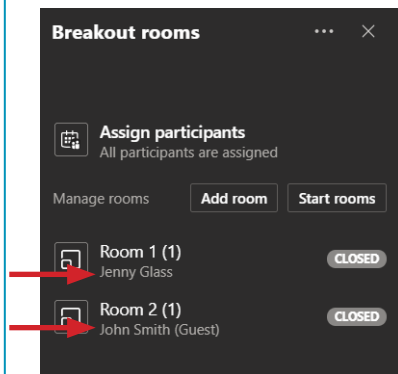 Breakout rooms
Assign participants
All participants are assigned
Manage rooms Add room Start rooms
Room 1 (1) CLOSED
Jenny Glass
Room 2 (1) CLOSED
John Smith (Guest)